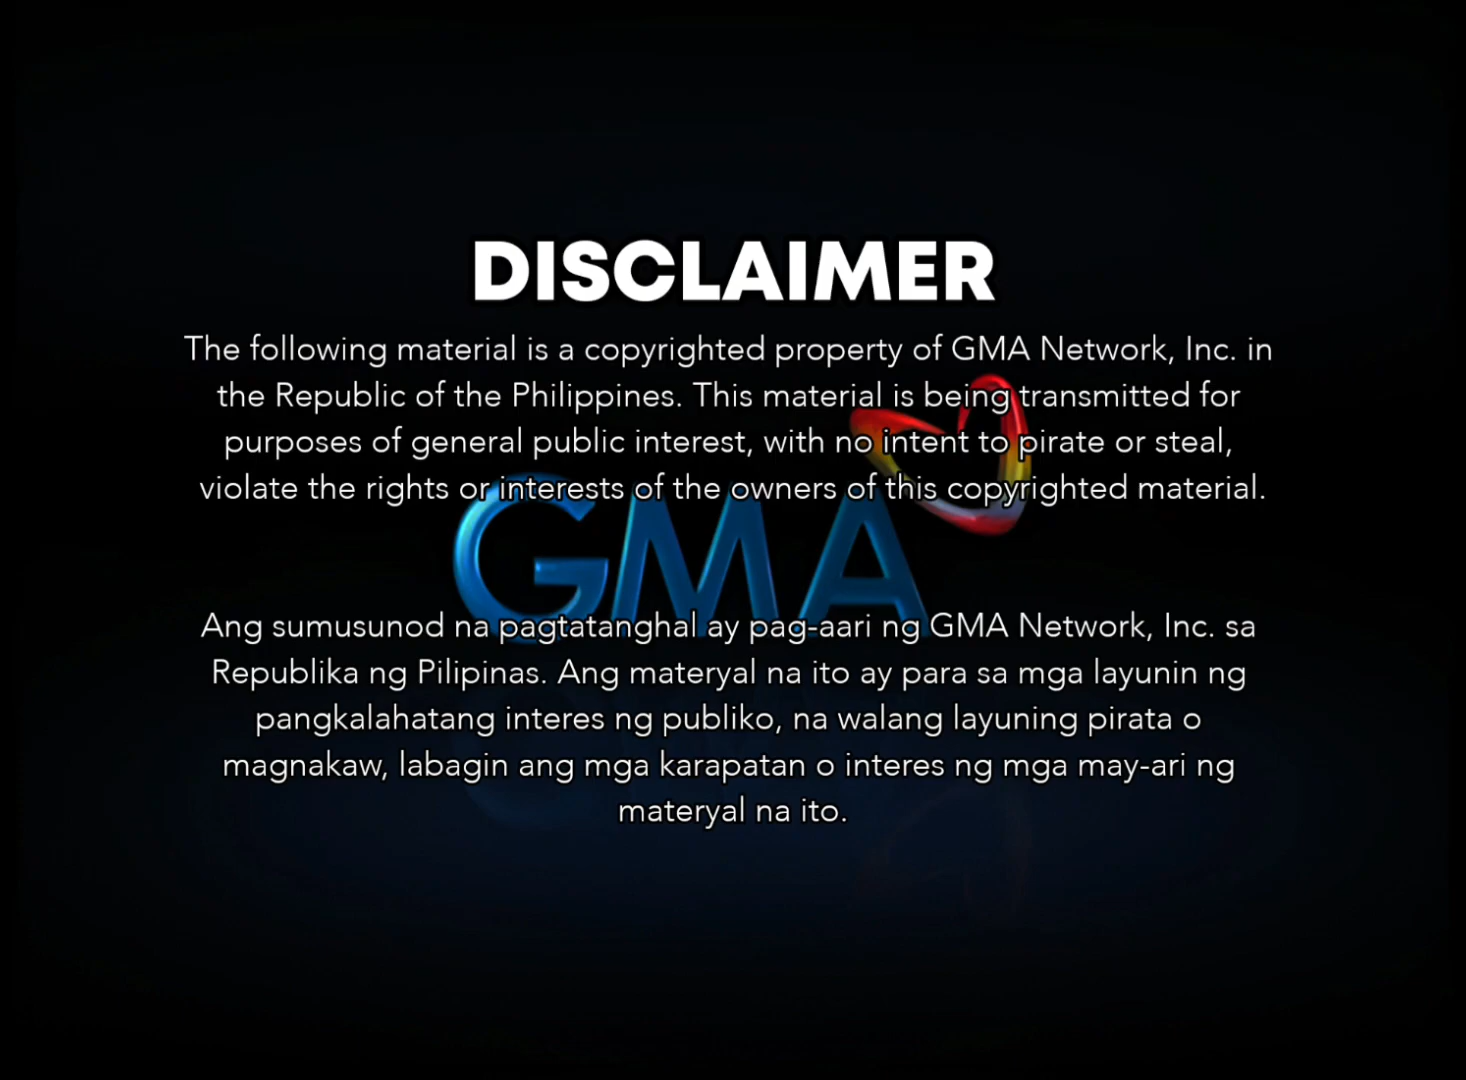 DISCLAIMER
The following material is a copyrighted property of GMA Network, Inc. in
the Republic of the Philippines. This material is being transmitted for
purposes of general public interest, with no intent to pirate or steal,
violate the rights or interests of the owners of this copyrighted material.
GMA
Ang sumusunod na pagtatanghal ay pag-aari ng GMA Network, Inc. sa
Republika ng Pilipinas. Ang materyal na ito ay para sa mga layunin ng
pangkalahatang interes ng publiko, na walang layuning pirata o
magnakaw, labagin ang mga karapatan o interes ng mga may-ari ng
materyal na ito.